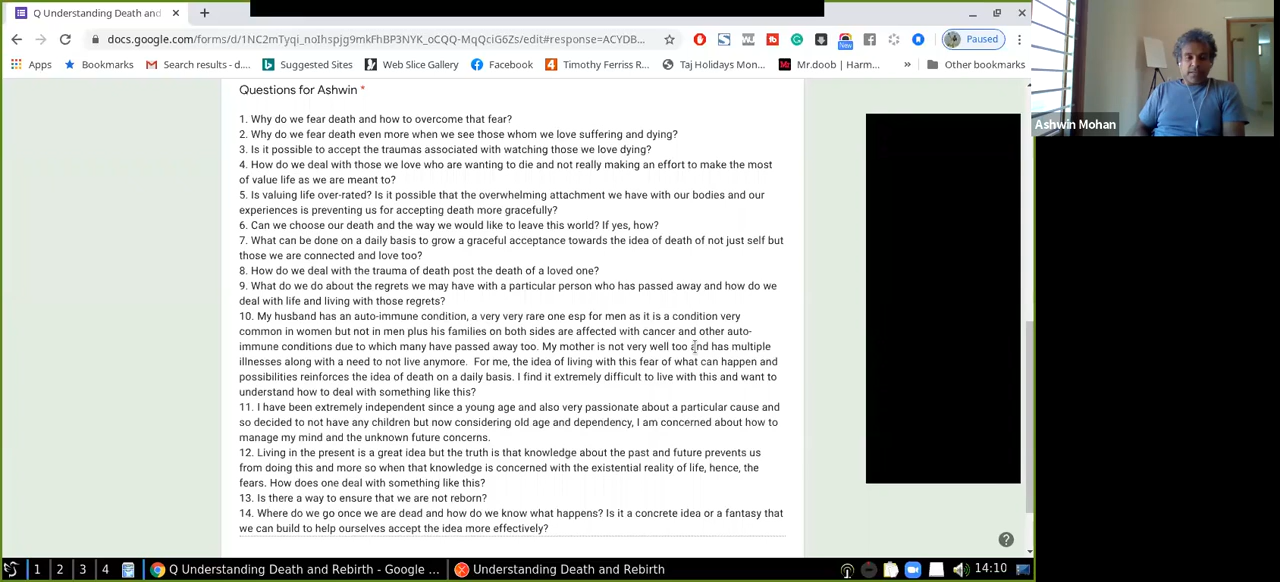 Q Understanding Death and
docs.google.com/forms/d/1NC2mTyqi_noIhspjg9mkFhBP3NYK_oCQQ-MqQciG6Zs/edit#response=ACYDB...
Paused
Apps
Bookmarks
Search results - d....
Suggested Sites
Web Slice Gallery
Facebook
Timothy Ferriss R...
Taj Holidays Mon...
Mr.doob | Harm...
»
Other bookmarks
New
Ashwin Mohan
Questions for Ashwin *
1. Why do we fear death and how to overcome that fear?
2. Why do we fear death even more when we see those whom we love suffering and dying?
3. Is it possible to accept the traumas associated with watching those we love dying?
4. How do we deal with those we love who are wanting to die and not really making an effort to make the most
of value life as we are meant to?
5. Is valuing life over-rated? Is it possible that the overwhelming attachment we have with our bodies and our
experiences is preventing us for accepting death more gracefully?
6. Can we choose our death and the way we would like to leave this world? If yes, how?
7. What can be done on a daily basis to grow a graceful acceptance towards the idea of death of not just self but
those we are connected and love too?
8. How do we deal with the trauma of death post the death of a loved one?
9. What do we do about the regrets we may have with a particular person who has passed away and how do we
deal with life and living with those regrets?
10. My husband has an auto-immune condition, a very very rare one esp for men as it is a condition very
common in women but not in men plus his families on both sides are affected with cancer and other auto-
immune conditions due to which many have passed away too. My mother is not very well too and has multiple
illnesses along with a need to not live anymore. For me, the idea of living with this fear of what can happen and
possibilities reinforces the idea of death on a daily basis. I find it extremely difficult to live with this and want to
understand how to deal with something like this?
11. I have been extremely independent since a young age and also very passionate about a particular cause and
so decided to not have any children but now considering old age and dependency, I am concerned about how to
manage my mind and the unknown future concerns.
12. Living in the present is a great idea but the truth is that knowledge about the past and future prevents us
from doing this and more so when that knowledge is concerned with the existential reality of life, hence, the
fears. How does one deal with something like this?
13. Is there a way to ensure that we are not reborn?
14. Where do we go once we are dead and how do we know what happens? Is it a concrete idea or a fantasy that
we can build to help ourselves accept the idea more effectively?
1 2 3 4
Q Understanding Death and Rebirth - Google ...
Understanding Death and Rebirth
14:10